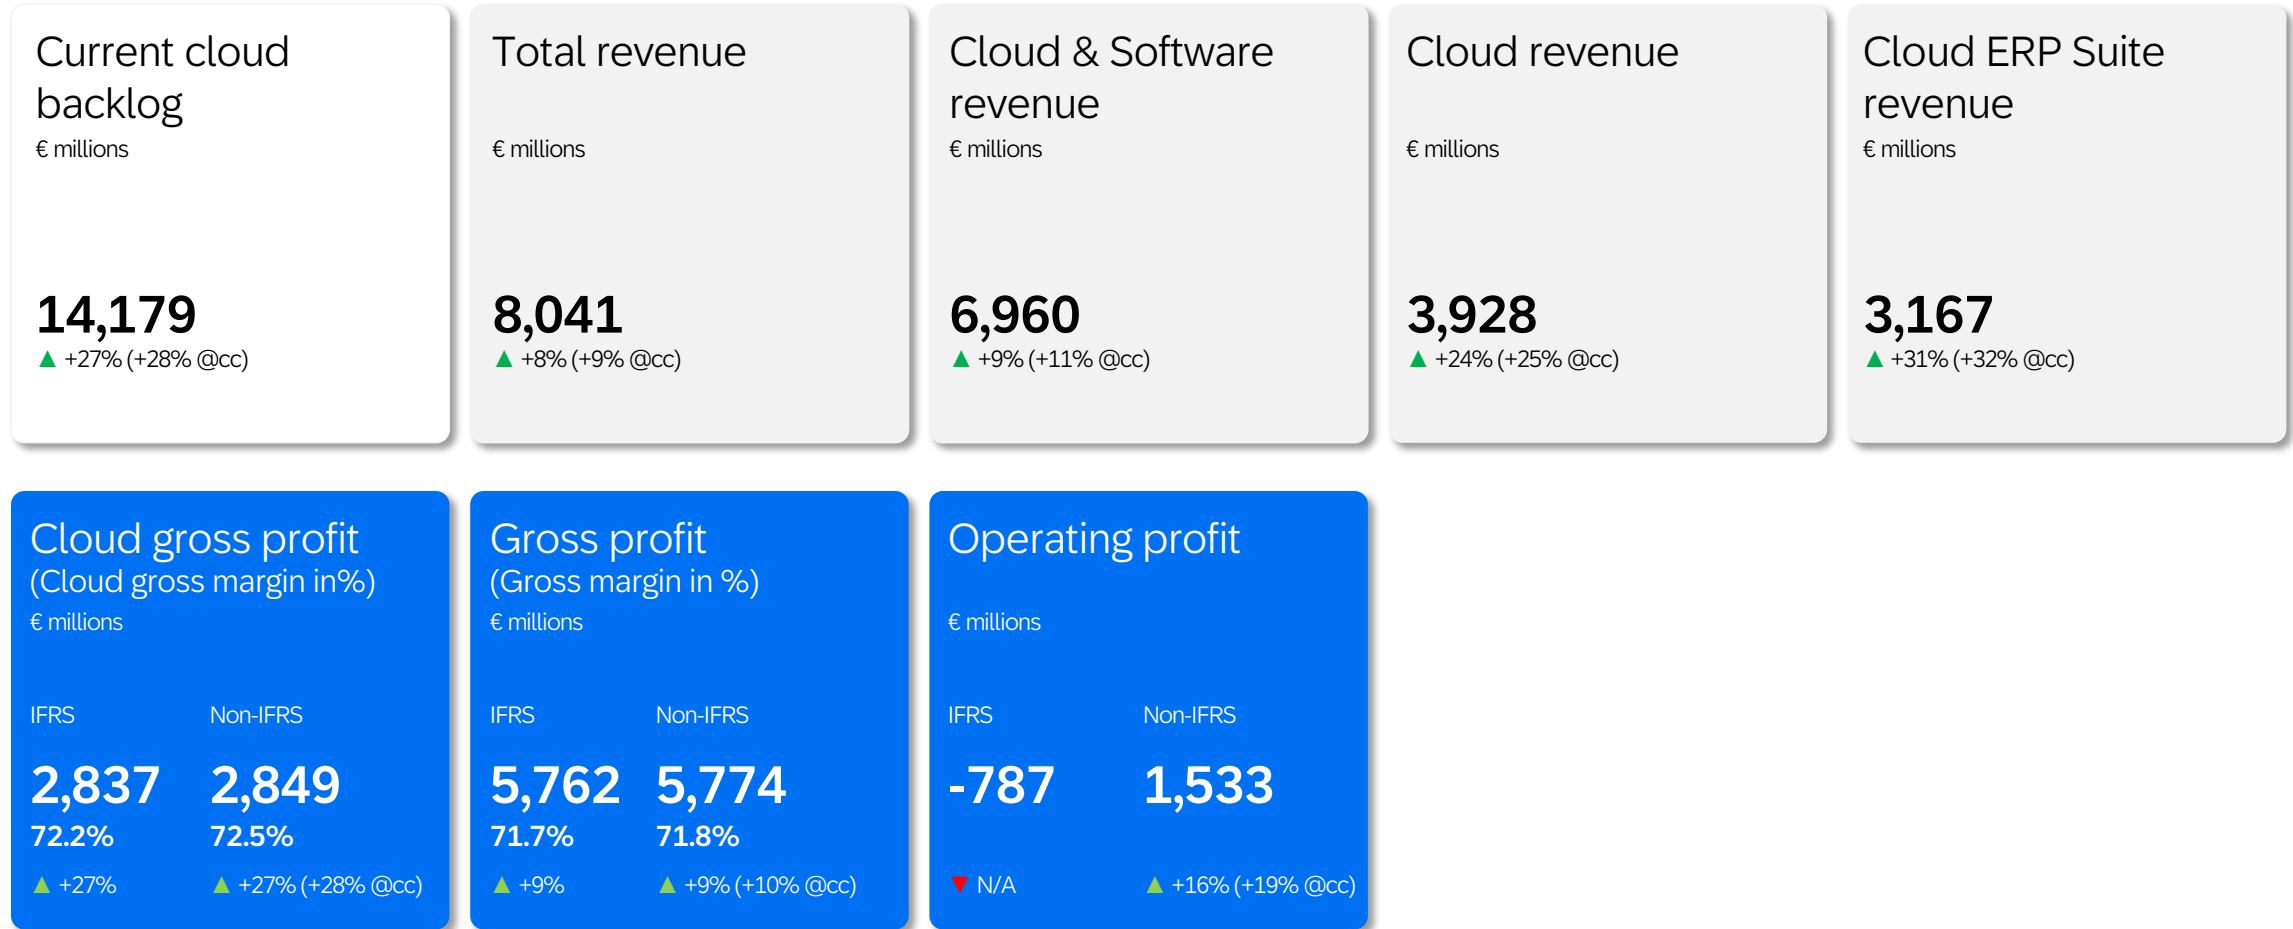 Current cloud
backlog
€ millions
14,179
▲ +27% (+28% @cc)
Total revenue
€ millions
8,041
▲ +8% (+9% @cc)
Cloud & Software
revenue
€ millions
6,960
▲ +9% (+11% @cc)
Cloud revenue
€ millions
3,928
▲ +24% (+25% @cc)
Cloud ERP Suite
revenue
€ millions
3,167
▲ +31% (+32% @cc)
Cloud gross profit
(Cloud gross margin in%)
€ millions
IFRS Non-IFRS
2,837 2,849
72.2% 72.5%
▲ +27% ▲ +27% (+28% @cc)
Gross profit
(Gross margin in %)
€ millions
IFRS Non-IFRS
5,762 5,774
71.7% 71.8%
▲ +9% ▲ +9% (+10% @cc)
Operating profit
€ millions
IFRS Non-IFRS
-787 1,533
▼ N/A ▲ +16% (+19% @cc)